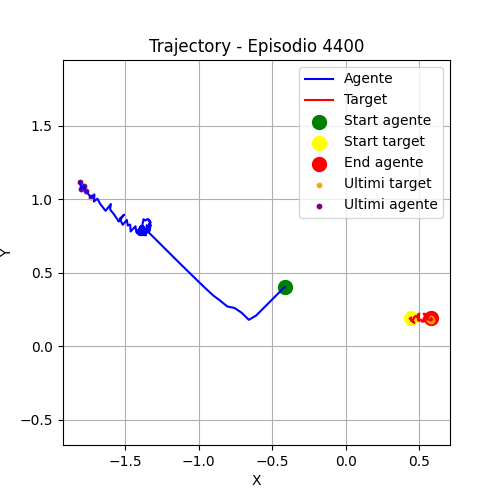 Trajectory - Episodio 4400
Agente
Target
Start agente
Start target
End agente
Ultimi target
Ultimi agente
Y
1.5
1.0
0.5
0.0
−0.5
−1.5
−1.0
−0.5
0.0
0.5
X